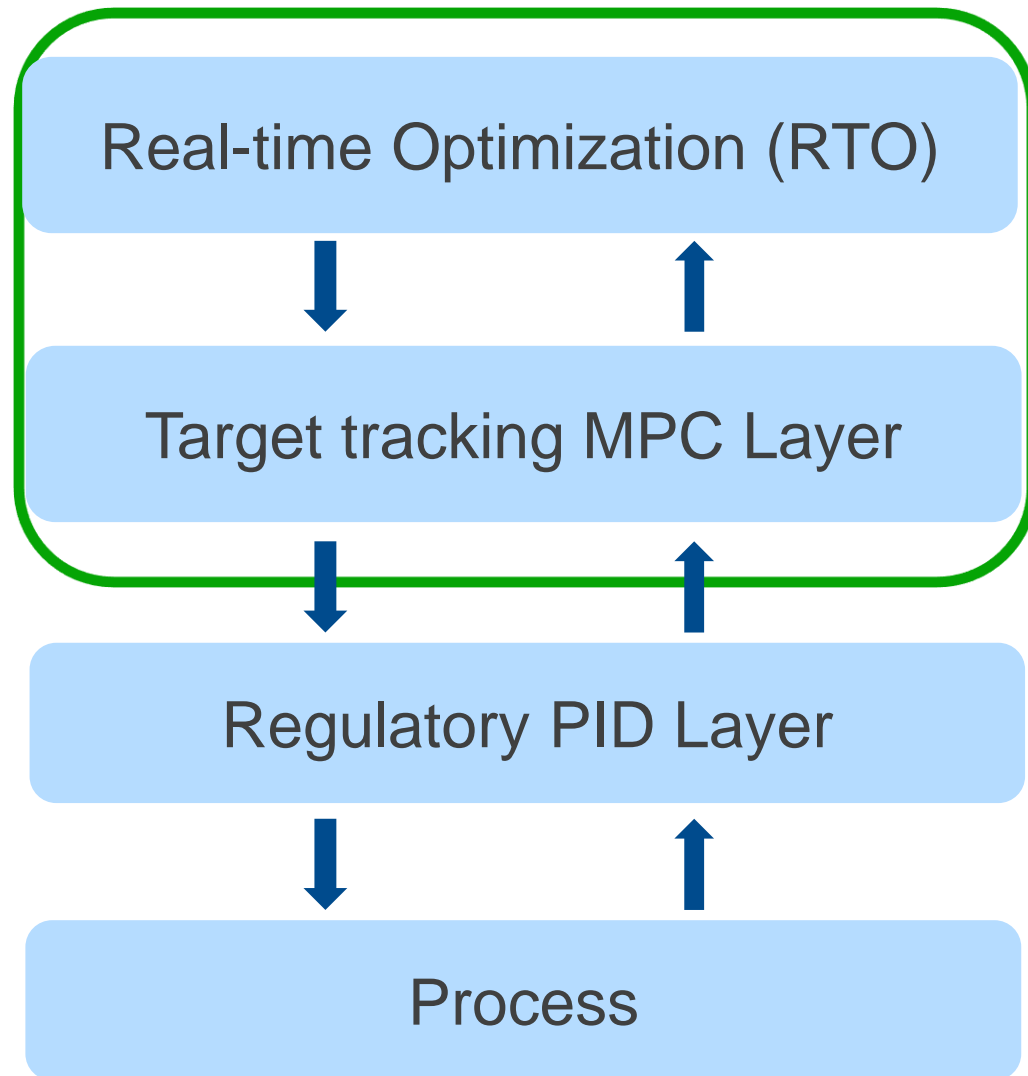 Real-time Optimization (RTO)
Target tracking MPC Layer
Regulatory PID Layer
Process